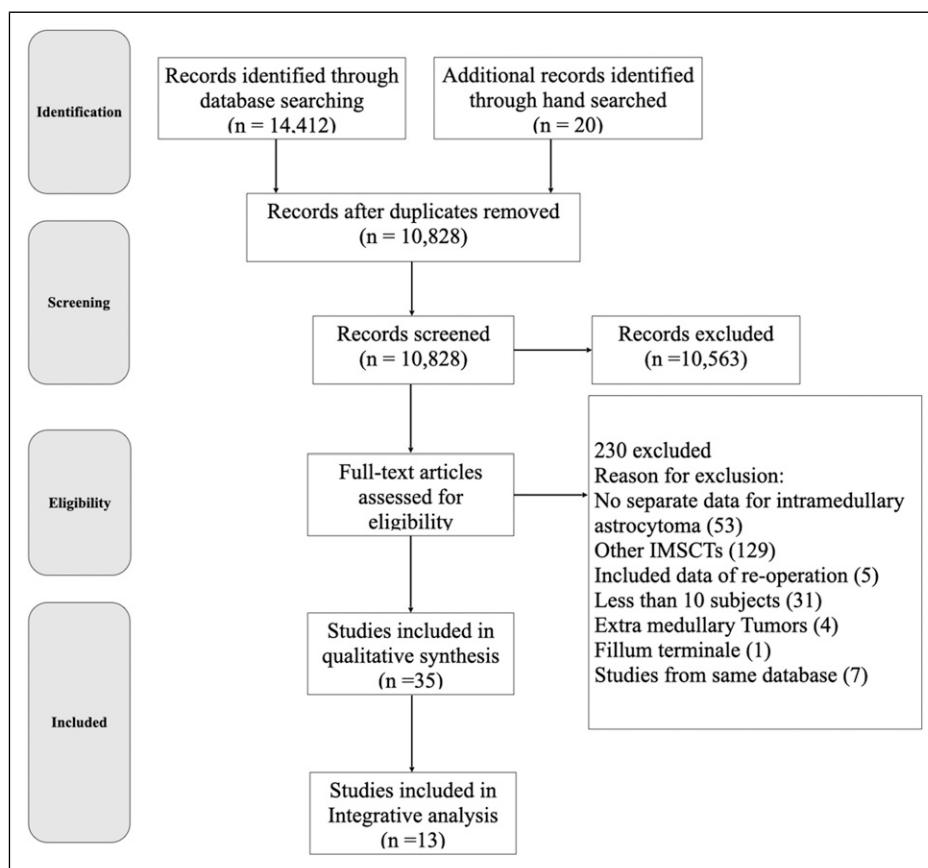 Identification
Records identified through
database searching
(n = 14,412)
Additional records identified
through hand searched
(n = 20)
Records after duplicates removed
(n = 10,828)
Screening
Records screened
(n = 10,828)
Records excluded
(n =10,563)
Eligibility
Full-text articles
assessed for
eligibility
230 excluded
Reason for exclusion:
No separate data for intramedullary
astrocytoma (53)
Other IMSCTs (129)
Included data of re-operation (5)
Less than 10 subjects (31)
Extra medullary Tumors (4)
Fillum terminale (1)
Studies from same database (7)
Included
Studies included in
qualitative synthesis
(n =35)
Studies included in
Integrative analysis
(n =13)